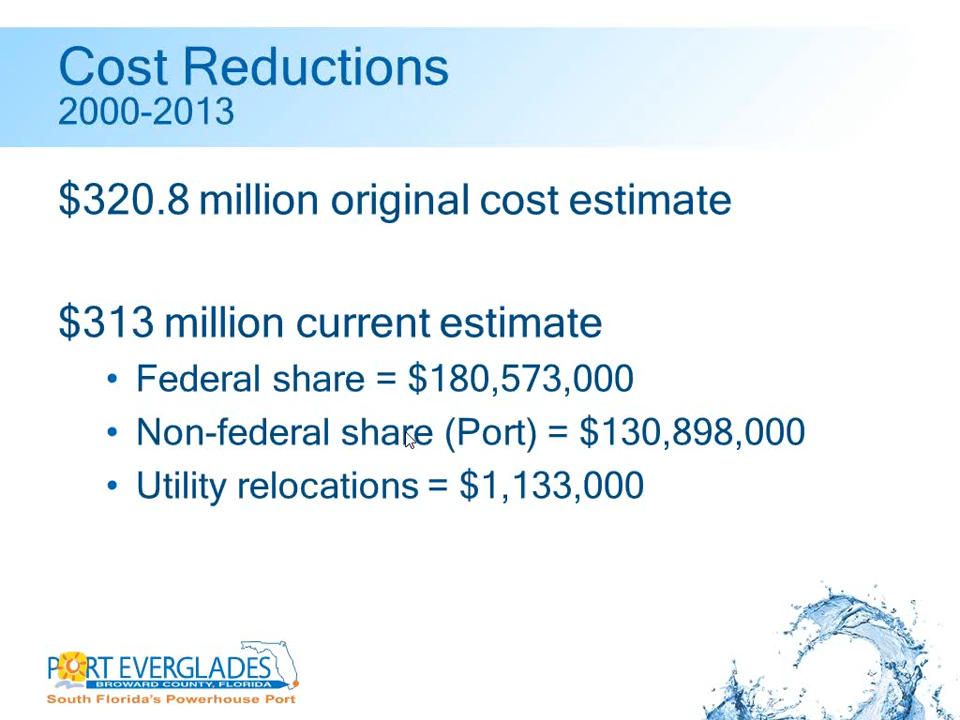 Cost Reductions
2000-2013
$320.8 million original cost estimate
$313 million current estimate
• Federal share = $180,573,000
• Non-federal share (Port) = $130,898,000
• Utility relocations = $1,133,000
PORT EVERGLADES
BROWARD COUNTY, FLORIDA
South Florida's Powerhouse Port